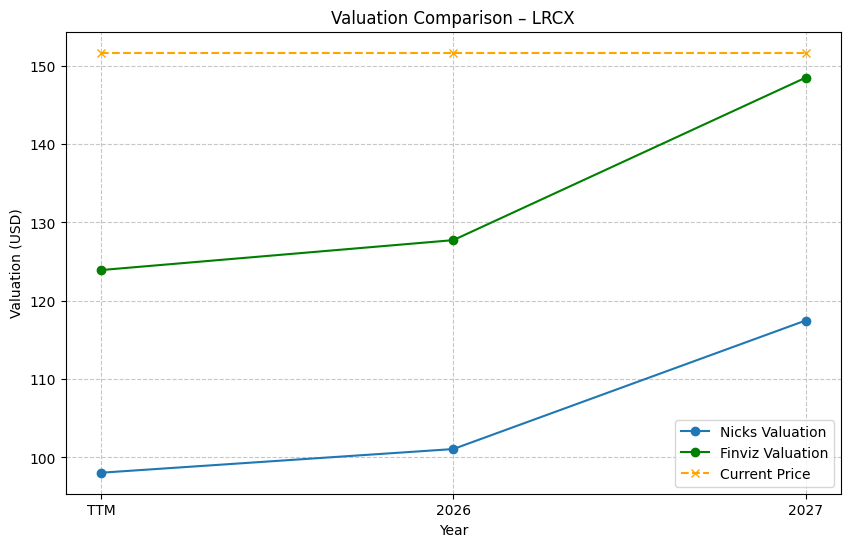 Valuation Comparison – LRCX
Valuation (USD)
150
140
130
120
110
100
TTM
2026
2027
Year
Nicks Valuation
Finviz Valuation
Current Price